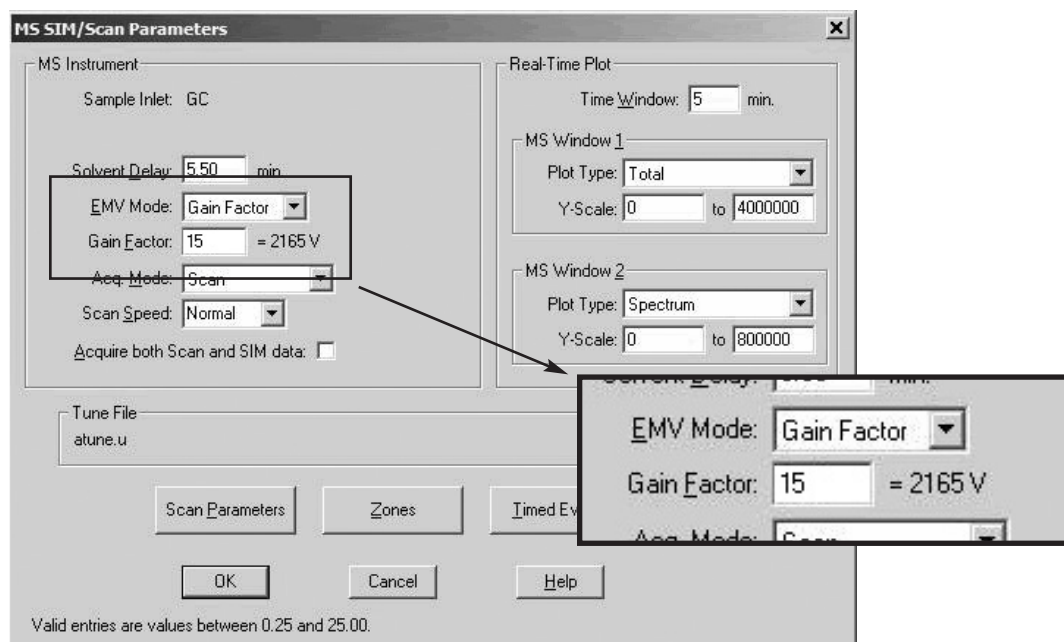 MS SIM/Scan Parameters
MS Instrument
Sample Inlet: GC
Solvent Delay: 5.50 min.
EMV Mode: Gain Factor
Gain Factor: 15 = 2165 V
Acq. Mode: Scan
Scan Speed: Normal
Acquire both Scan and SIM data:
Real-Time Plot
Time Window: 5 min.
MS Window 1
Plot Type: Total
Y-Scale: 0 to 4000000
MS Window 2
Plot Type: Spectrum
Y-Scale: 0 to 800000
Tune File
atune.u
Scan Parameters
Zones
Timed Ev
OK
Cancel
Help
Valid entries are values between 0.25 and 25.00.
EMV Mode: Gain Factor
Gain Factor: 15 = 2165 V